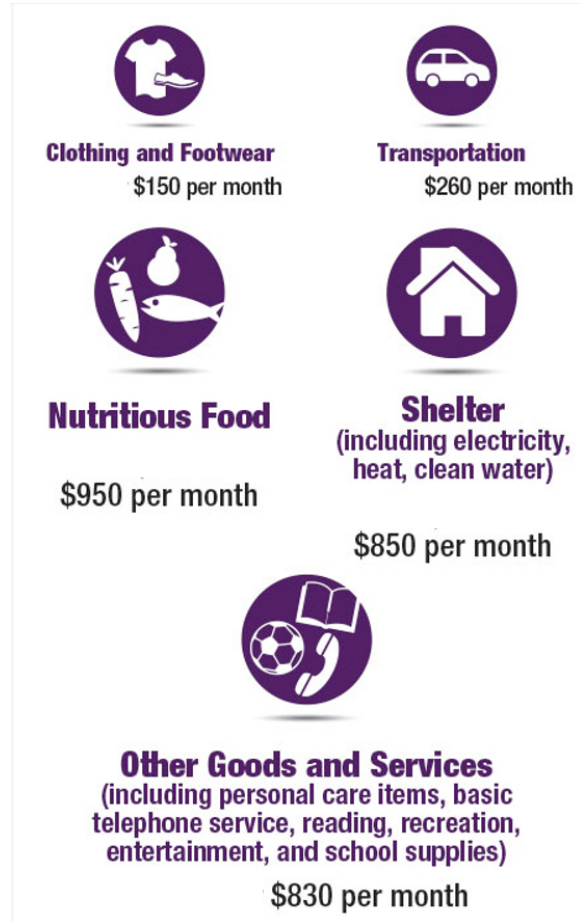 Clothing and Footwear
$150 per month
Transportation
$260 per month
Nutritious Food
$950 per month
Shelter
(including electricity,
heat, clean water)
$850 per month
Other Goods and Services
(including personal care items, basic
telephone service, reading, recreation,
entertainment, and school supplies)
$830 per month